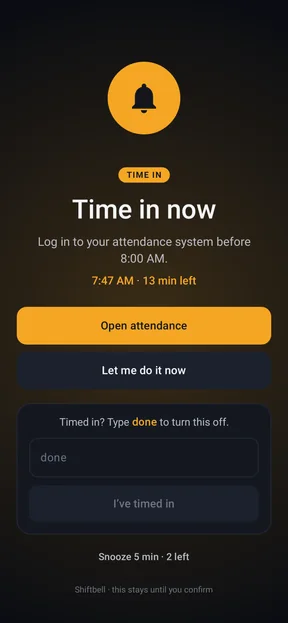 TIME IN
Time in now
Log in to your attendance system before
8:00 AM.
7:47 AM · 13 min left
Open attendance
Let me do it now
Timed in? Type done to turn this off.
done
I've timed in
Snooze 5 min · 2 left
Shiftbell · this stays until you confirm